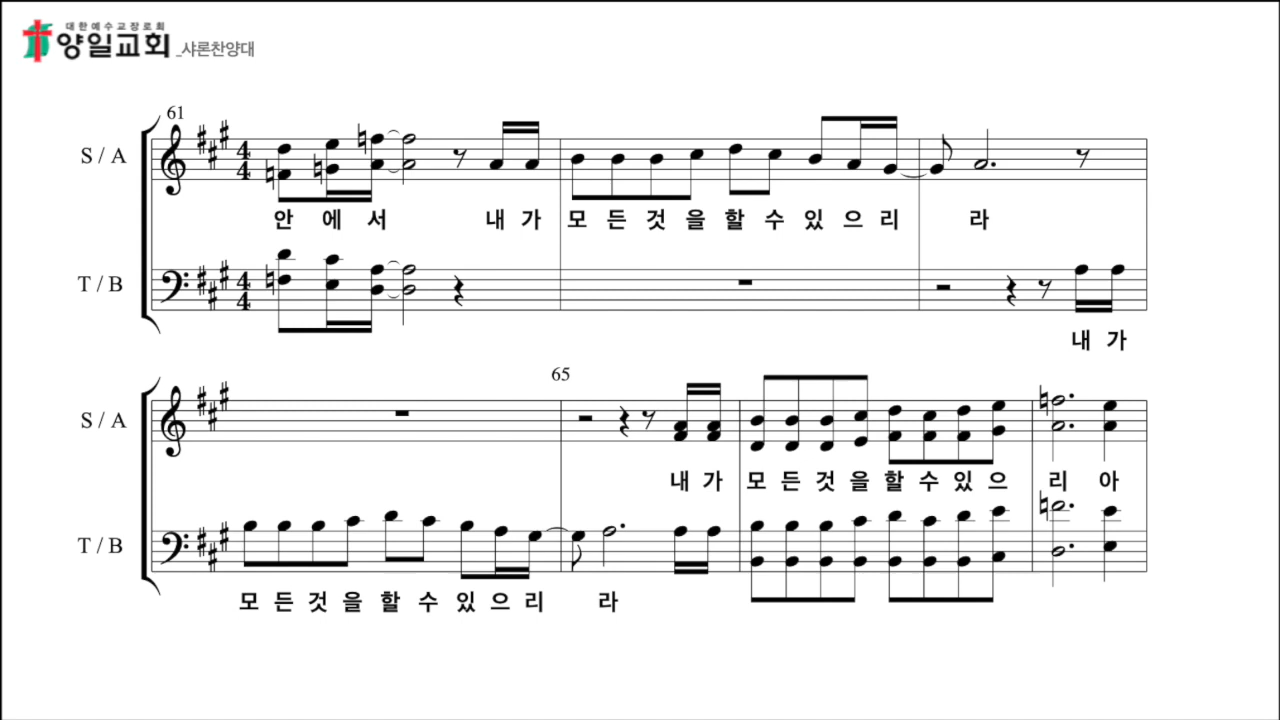 대한예수교장로회
양일교회_샤론찬양대
61
S / A
안 에 서 내 가 모 든 것 을 할 수 있 으 리 라
T / B
내 가
65
S / A
내 가 모 든 것 을 할 수 있 으 리 아
T / B
모 든 것 을 할 수 있 으 리 라